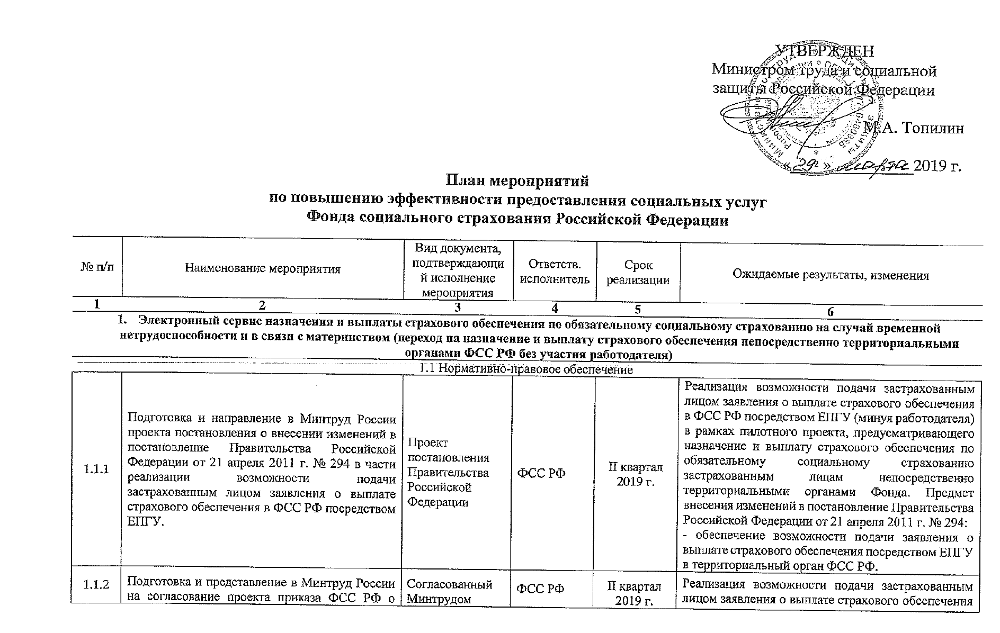 УТВЕРЖДЕН
Министром труда и социальной
защиты Российской Федерации
М.А. Топилин
« 29 » марта 2019 г.
План мероприятий
по повышению эффективности предоставления социальных услуг
Фонда социального страхования Российской Федерации
№ п/п
Наименование мероприятия
Вид документа,
подтверждающи
й исполнение
мероприятия
Ответств.
исполнитель
Срок
реализации
Ожидаемые результаты, изменения
1 2 3 4 5 6
1. Электронный сервис назначения и выплаты страхового обеспечения по обязательному социальному страхованию на случай временной
нетрудоспособности и в связи с материнством (переход на назначение и выплату страхового обеспечения непосредственно территориальными
органами ФСС РФ без участия работодателя)
1.1 Нормативно-правовое обеспечение
1.1.1
Подготовка и направление в Минтруд России
проекта постановления о внесении изменений в
постановление Правительства Российской
Федерации от 21 апреля 2011 г. № 294 в части
реализации возможности подачи
застрахованным лицом заявления о выплате
страхового обеспечения в ФСС РФ посредством
ЕПГУ.
Проект
постановления
Правительства
Российской
Федерации
ФСС РФ
II квартал
2019 г.
Реализация возможности подачи застрахованным
лицом заявления о выплате страхового обеспечения
в ФСС РФ посредством ЕПГУ (минуя работодателя)
в рамках пилотного проекта, предусматривающего
назначение и выплату страхового обеспечения по
обязательному социальному страхованию
застрахованным лицам непосредственно
территориальными органами Фонда. Предмет
внесения изменений в постановление Правительства
Российской Федерации от 21 апреля 2011 г. № 294:
- обеспечение возможности подачи заявления о
выплате страхового обеспечения посредством ЕПГУ
в территориальный орган ФСС РФ.
1.1.2
Подготовка и представление в Минтруд России
на согласование проекта приказа ФСС РФ о
Согласованный
Минтрудом
ФСС РФ
II квартал
2019 г.
Реализация возможности подачи застрахованным
лицом заявления о выплате страхового обеспечения